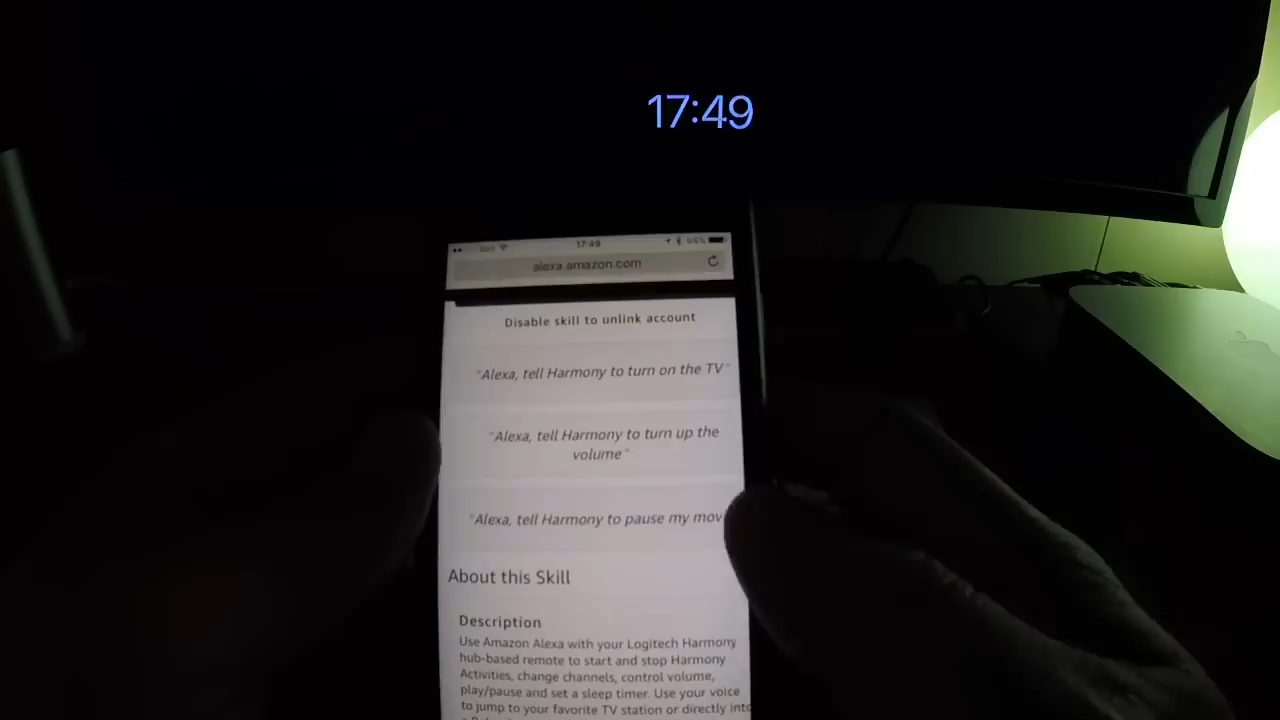 17:49
17:49
94%
alexa.amazon.com
Disable skill to unlink account
"Alexa, tell Harmony to turn on the TV"
"Alexa, tell Harmony to turn up the
volume"
"Alexa, tell Harmony to pause my mov
About this Skill
Description
Use Amazon Alexa with your Logitech Harmony
hub-based remote to start and stop Harmony
Activities, change channels, control volume,
play/pause and set a sleep timer. Use your voice
to jump to your favorite TV station or directly into